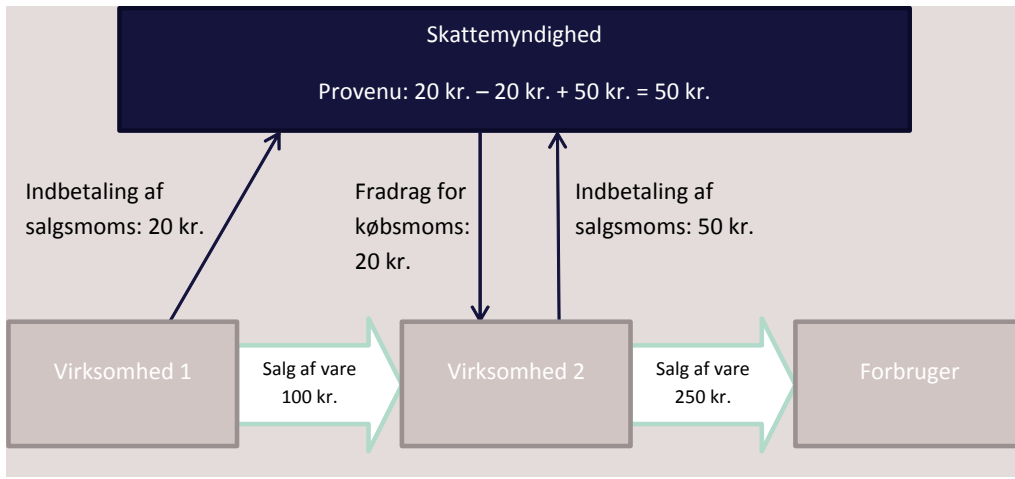 Skattemyndighed
Provenu: 20 kr. – 20 kr. + 50 kr. = 50 kr.
Indbetaling af
salgsmoms: 20 kr.
Fradrag for
købsmoms:
20 kr.
Indbetaling af
salgsmoms: 50 kr.
Virksomhed 1
Salg af vare
100 kr.
Virksomhed 2
Salg af vare
250 kr.
Forbruger